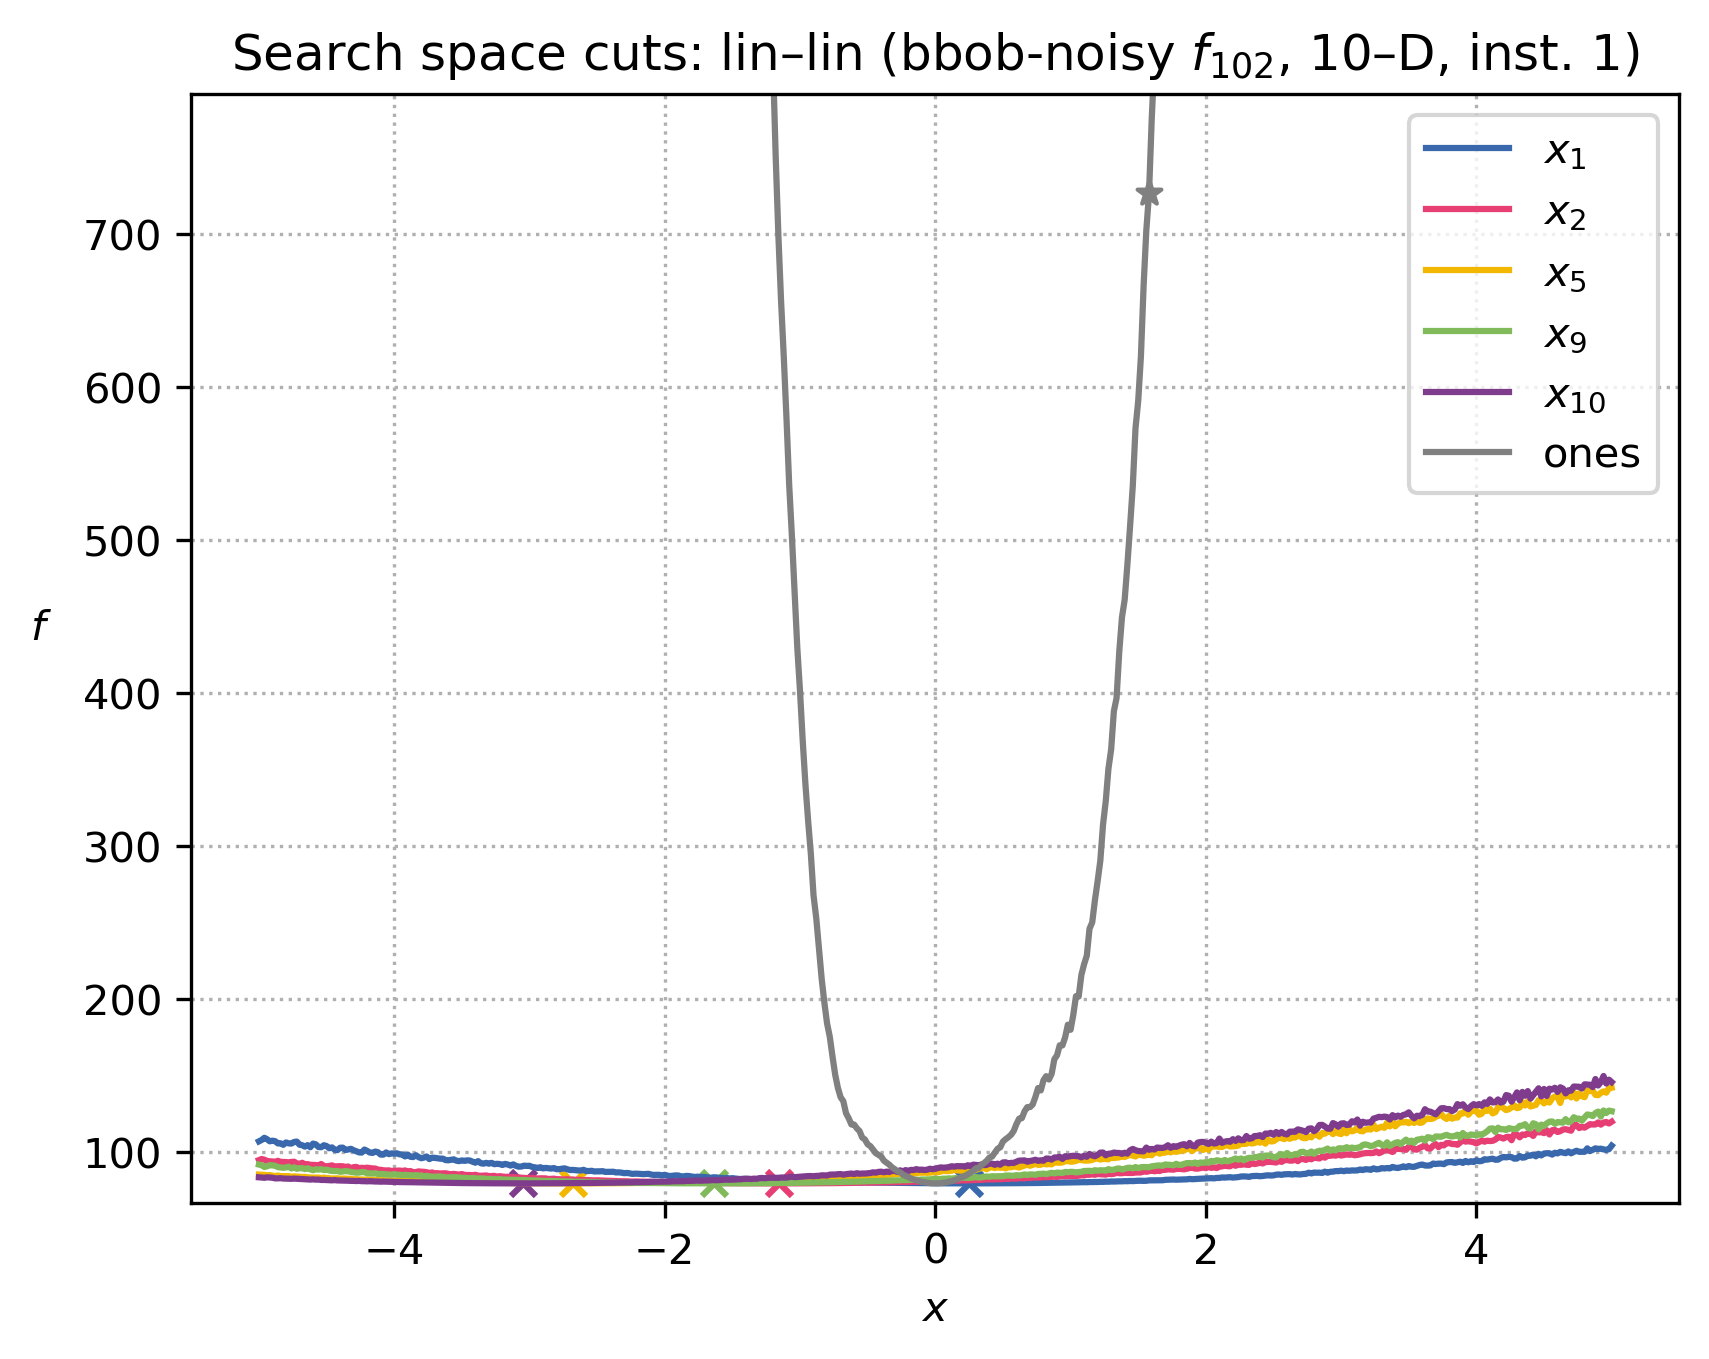 Search space cuts: lin–lin (bbob-noisy f₁₀₂, 10–D, inst. 1)
x₁
x₂
x₅
x₉
x₁₀
ones
700
600
500
400
300
200
100
f
−4
−2
0
2
4
x